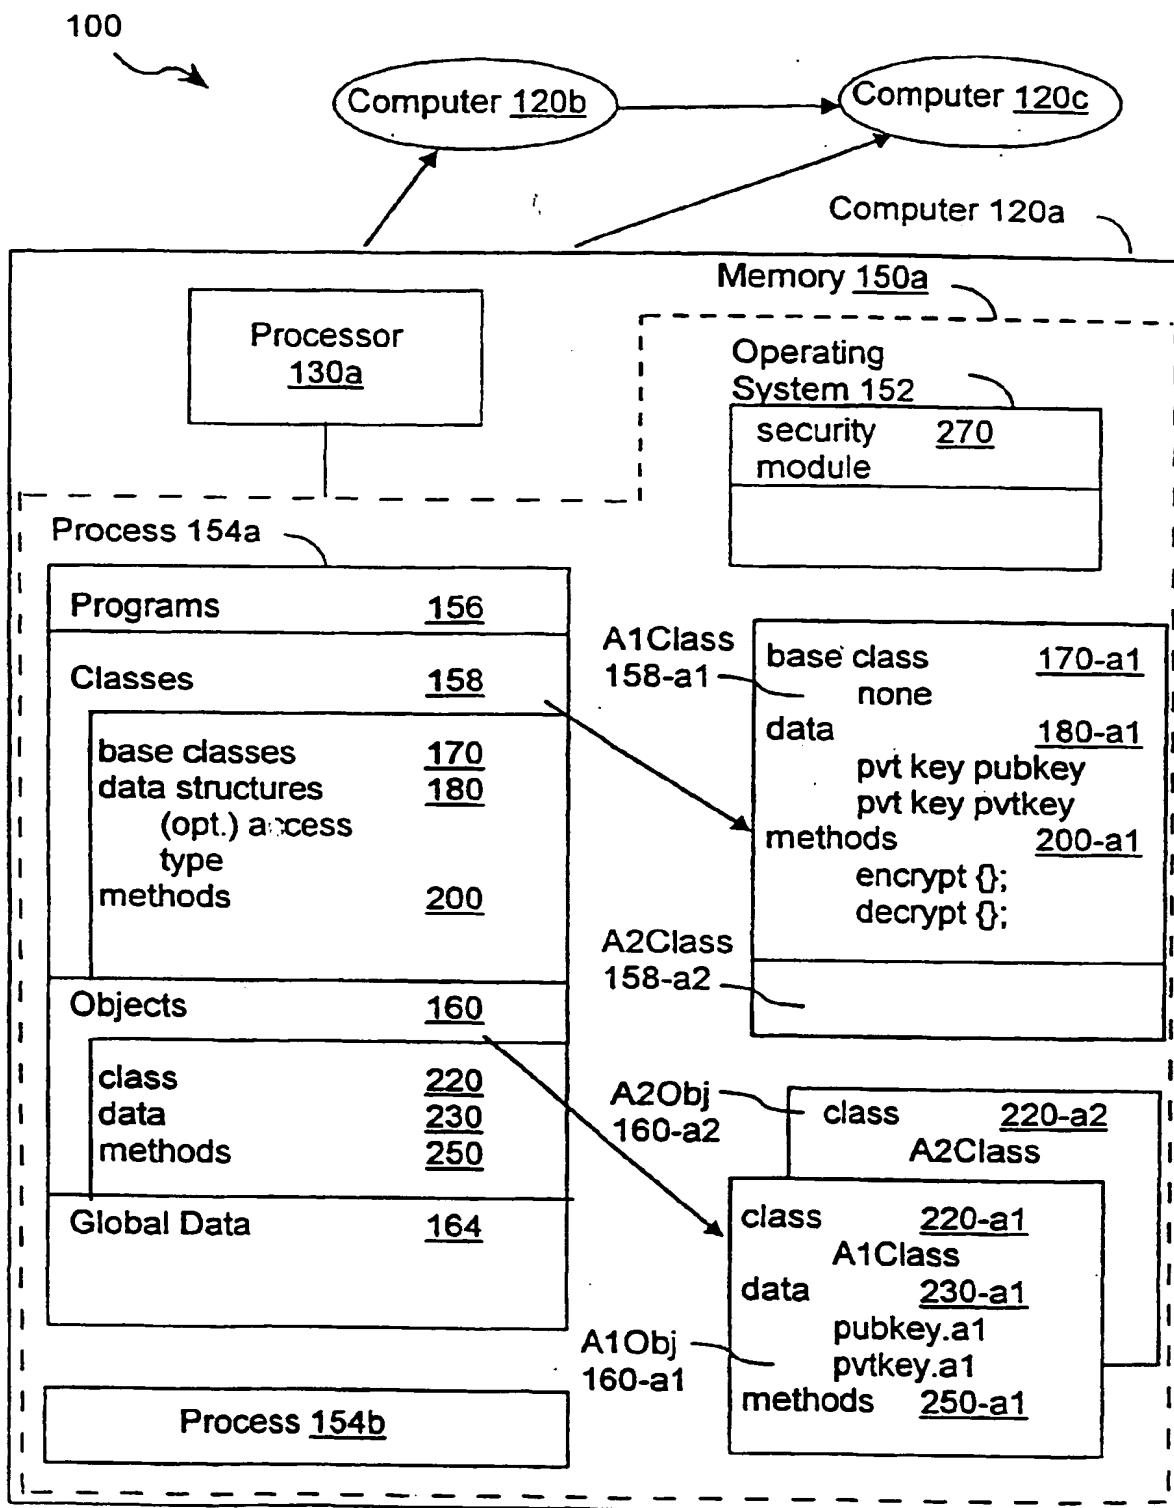 100
Computer 120b
Computer 120c
Computer 120a
Memory 150a
Processor
130a
Operating
System 152
security 270
module
Process 154a
Programs 156
Classes 158
base classes 170
data structures 180
(opt.) access
type
methods 200
Objects 160
class 220
data 230
methods 250
Global Data 164
Process 154b
A1Class
158-a1
base class 170-a1
none
data 180-a1
pvt key pubkey
pvt key pvtkey
methods 200-a1
encrypt {};
decrypt {};
A2Class
158-a2
A2Obj
160-a2
class 220-a2
A2Class
class 220-a1
A1Class
data 230-a1
pubkey.a1
pvtkey.a1
A1Obj
160-a1
methods 250-a1